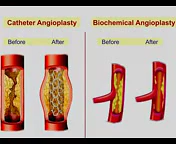 Catheter Angioplasty
Before ... After
Biochemical Angioplasty
Before
After